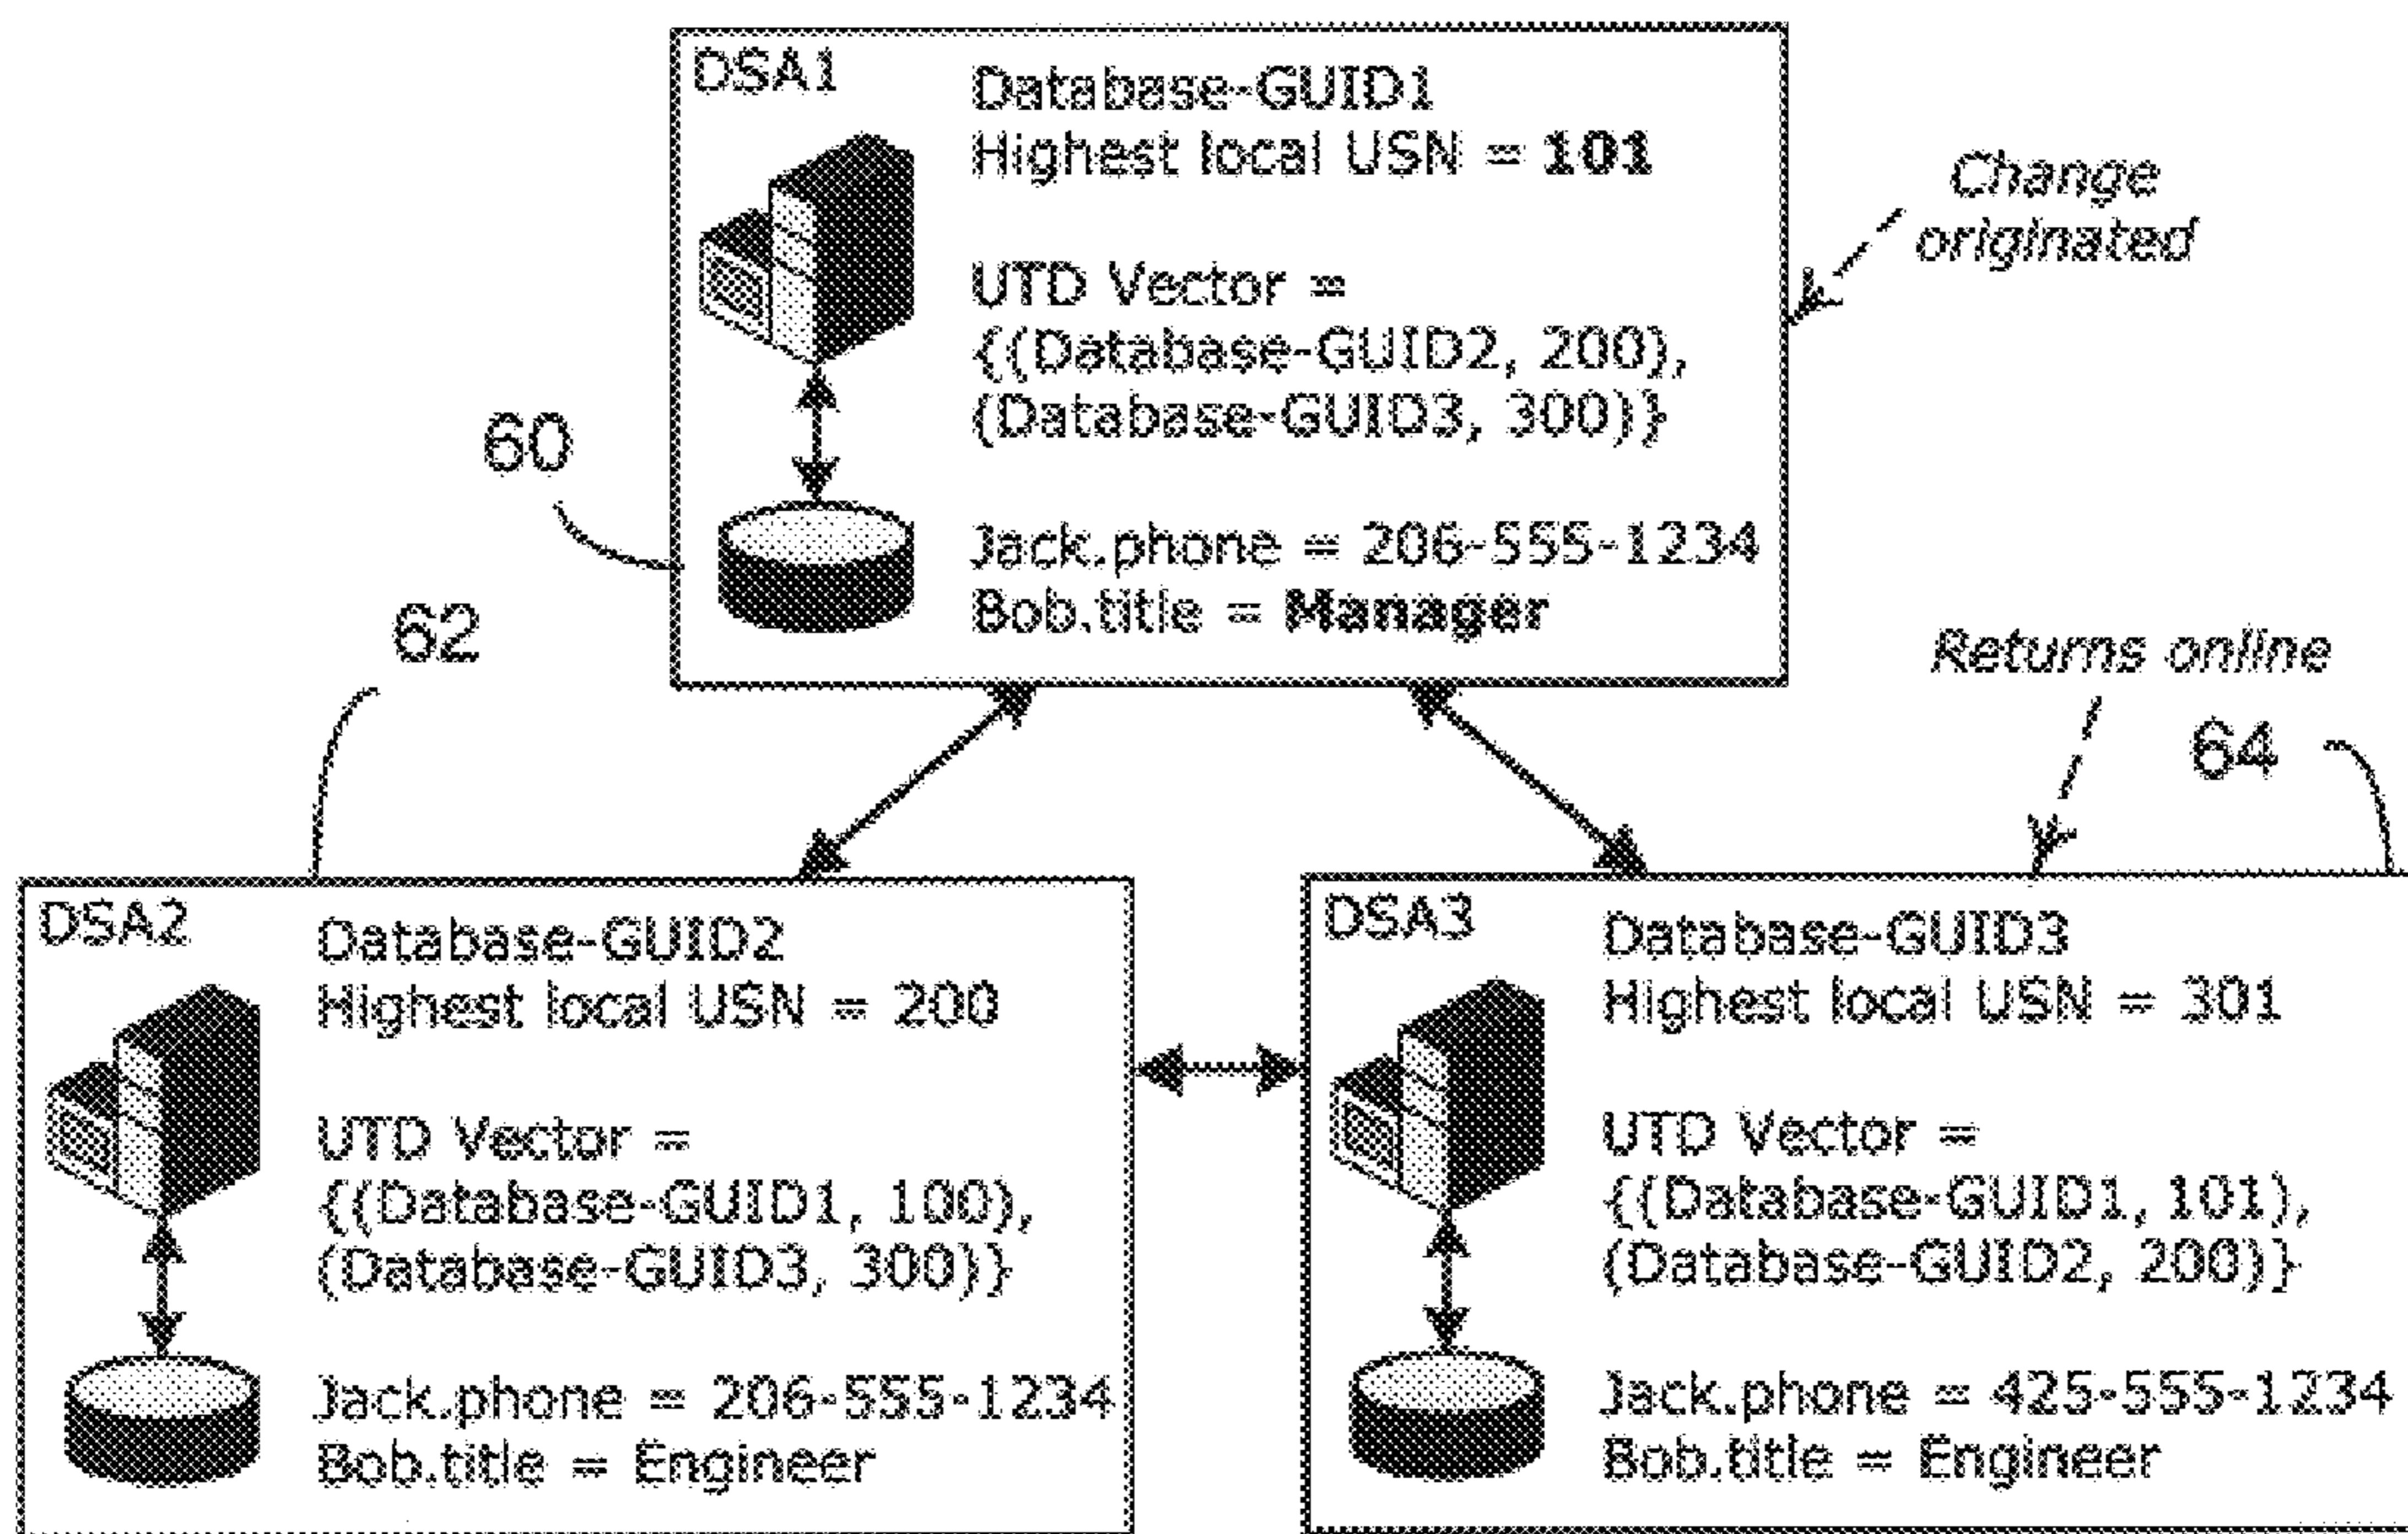 DSA1
Database-GUID1
Highest local USN = 101
UTD Vector =
{(Database-GUID2, 200),
(Database-GUID3, 300)}
Jack.phone = 206-555-1234
Bob.title = Manager
Change
originated
60
62
Returns online
64
DSA2
Database-GUID2
Highest local USN = 200
UTD Vector =
{(Database-GUID1, 100),
(Database-GUID3, 300)}
Jack.phone = 206-555-1234
Bob.title = Engineer
DSA3
Database-GUID3
Highest local USN = 301
UTD Vector =
{(Database-GUID1, 101),
(Database-GUID2, 200)}
Jack.phone = 425-555-1234
Bob.title = Engineer